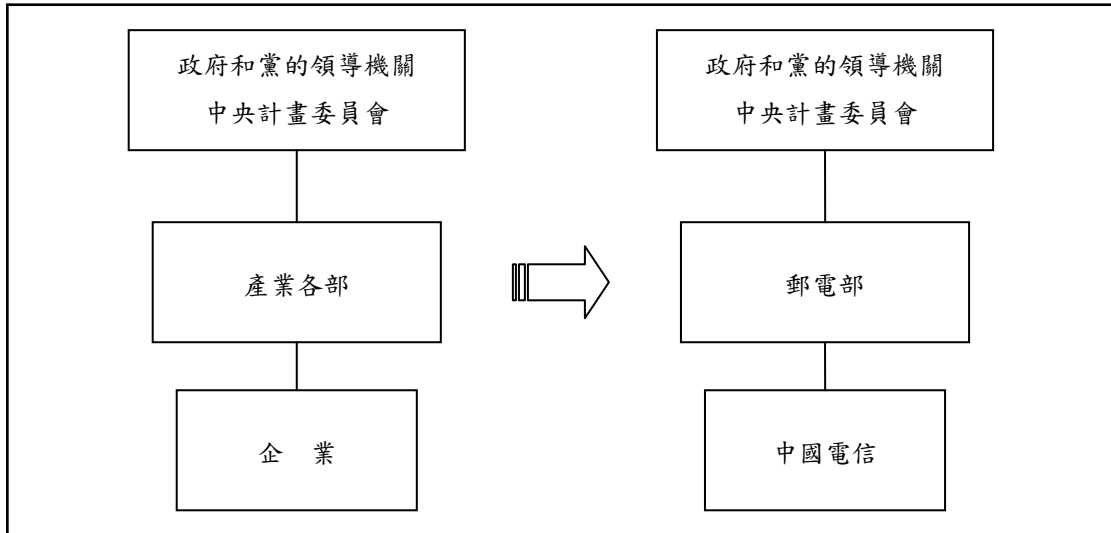 政府和黨的領導機關
中央計畫委員會
產業各部
企　業
政府和黨的領導機關
中央計畫委員會
郵電部
中國電信